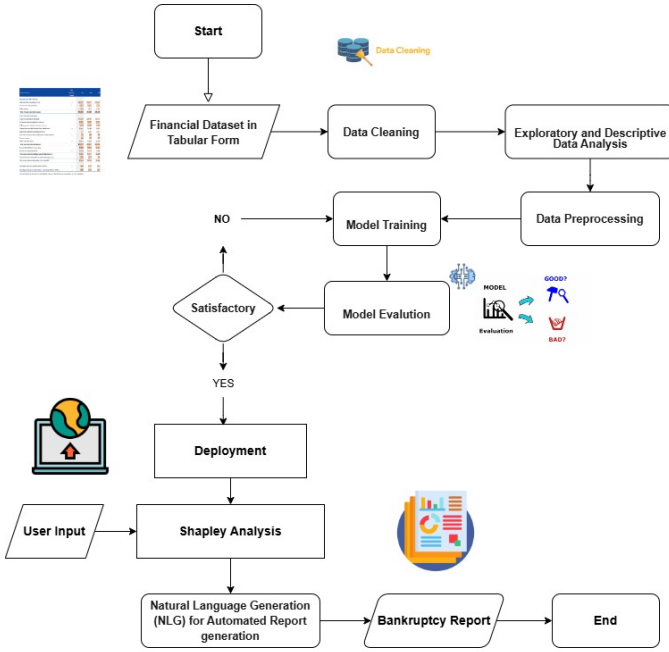 Start
Data Cleaning
Financial Dataset in
Tabular Form
Data Cleaning
Exploratory and Descriptive
Data Analysis
NO
Model Training
Data Preprocessing
Satisfactory
Model Evalution
MODEL
Evaluation
GOOD?
BAD?
YES
Deployment
User Input
Shapley Analysis
Natural Language Generation
(NLG) for Automated Report
generation
Bankruptcy Report
End